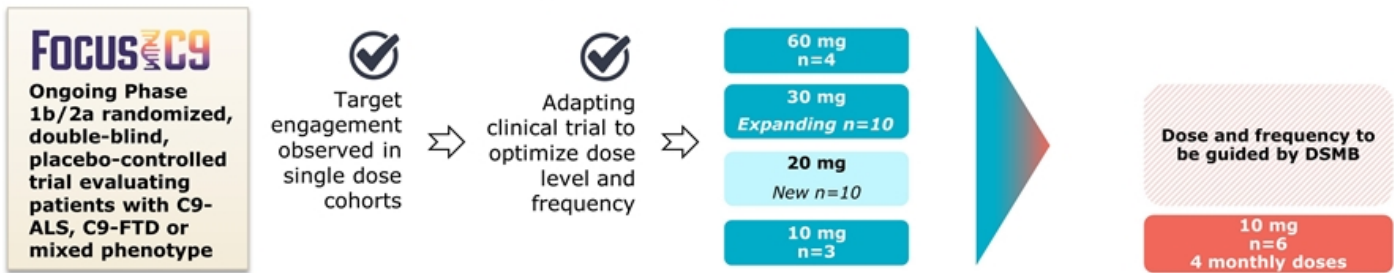 FOCUS C9
Ongoing Phase
1b/2a randomized,
double-blind,
placebo-controlled
trial evaluating
patients with C9-
ALS, C9-FTD or
mixed phenotype
Target
engagement
observed in
single dose
cohorts
Adapting
clinical trial to
optimize dose
level and
frequency
60 mg
n=4
30 mg
Expanding n=10
20 mg
New n=10
10 mg
n=3
Dose and frequency to
be guided by DSMB
10 mg
n=6
4 monthly doses